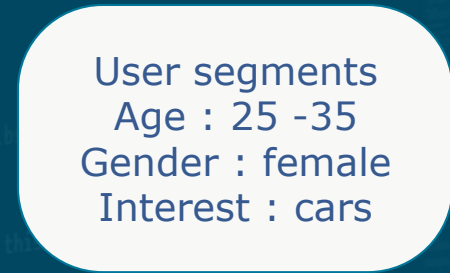 User segments
Age : 25 -35
Gender : female
Interest : cars